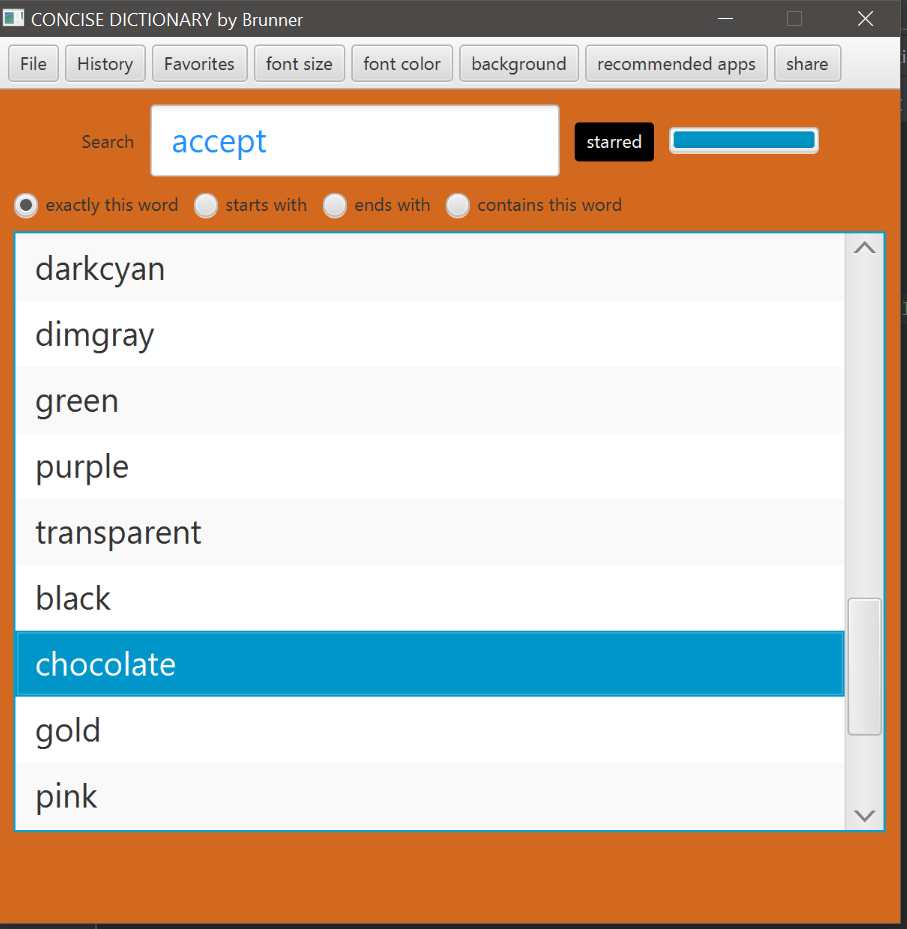 CONCISE DICTIONARY by Brunner
File History Favorites font size font color background recommended apps share
Search accept starred
exactly this word starts with ends with contains this word
darkcyan
dimgray
green
purple
transparent
black
chocolate
gold
pink